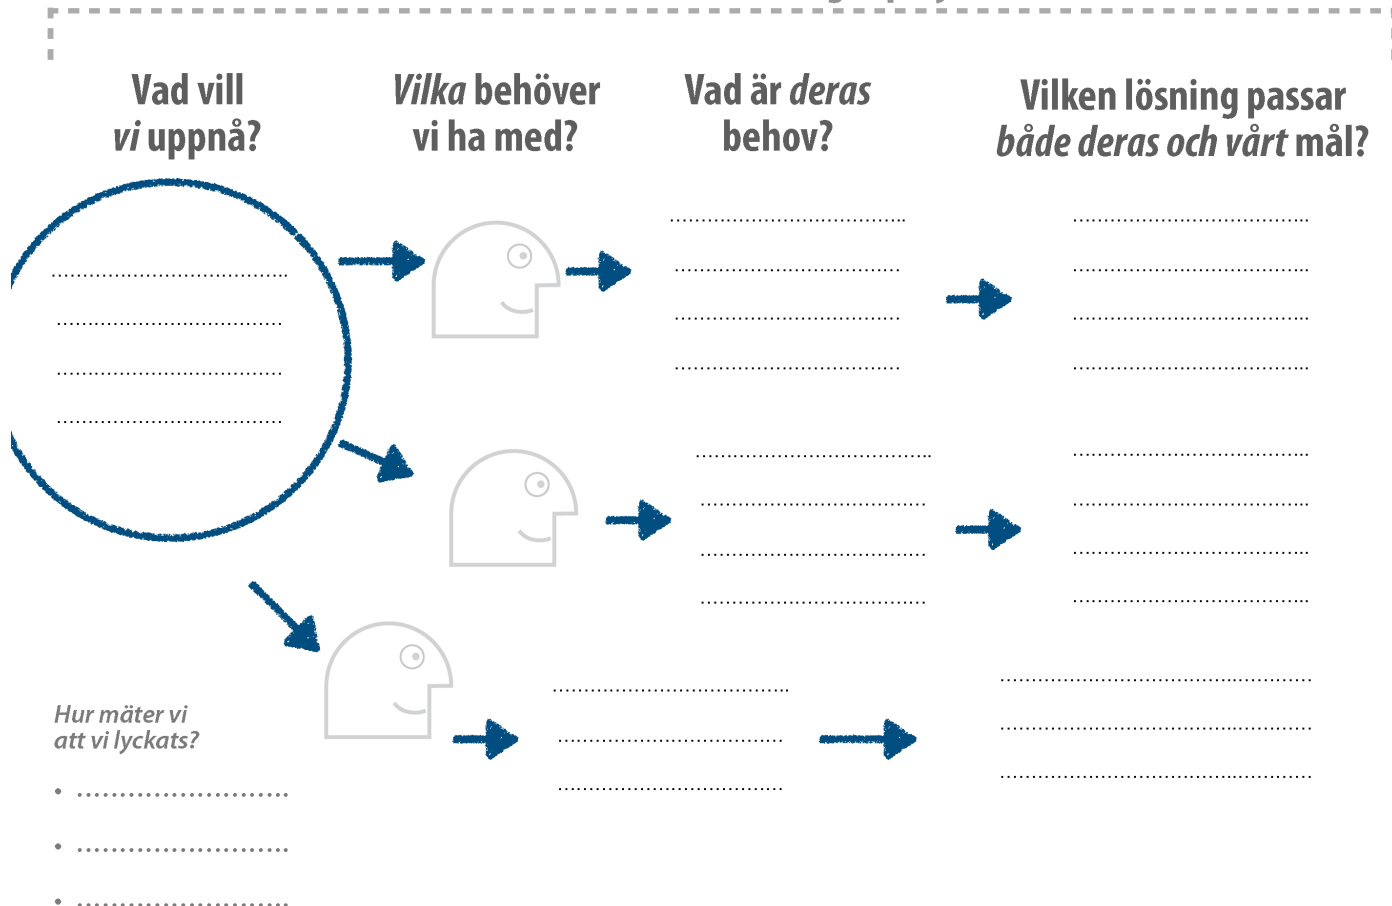 Vad vill
vi uppnå?
Vilka behöver
vi ha med?
Vad är deras
behov?
Vilken lösning passar
både deras och vårt mål?
Hur mäter vi
att vi lyckats?